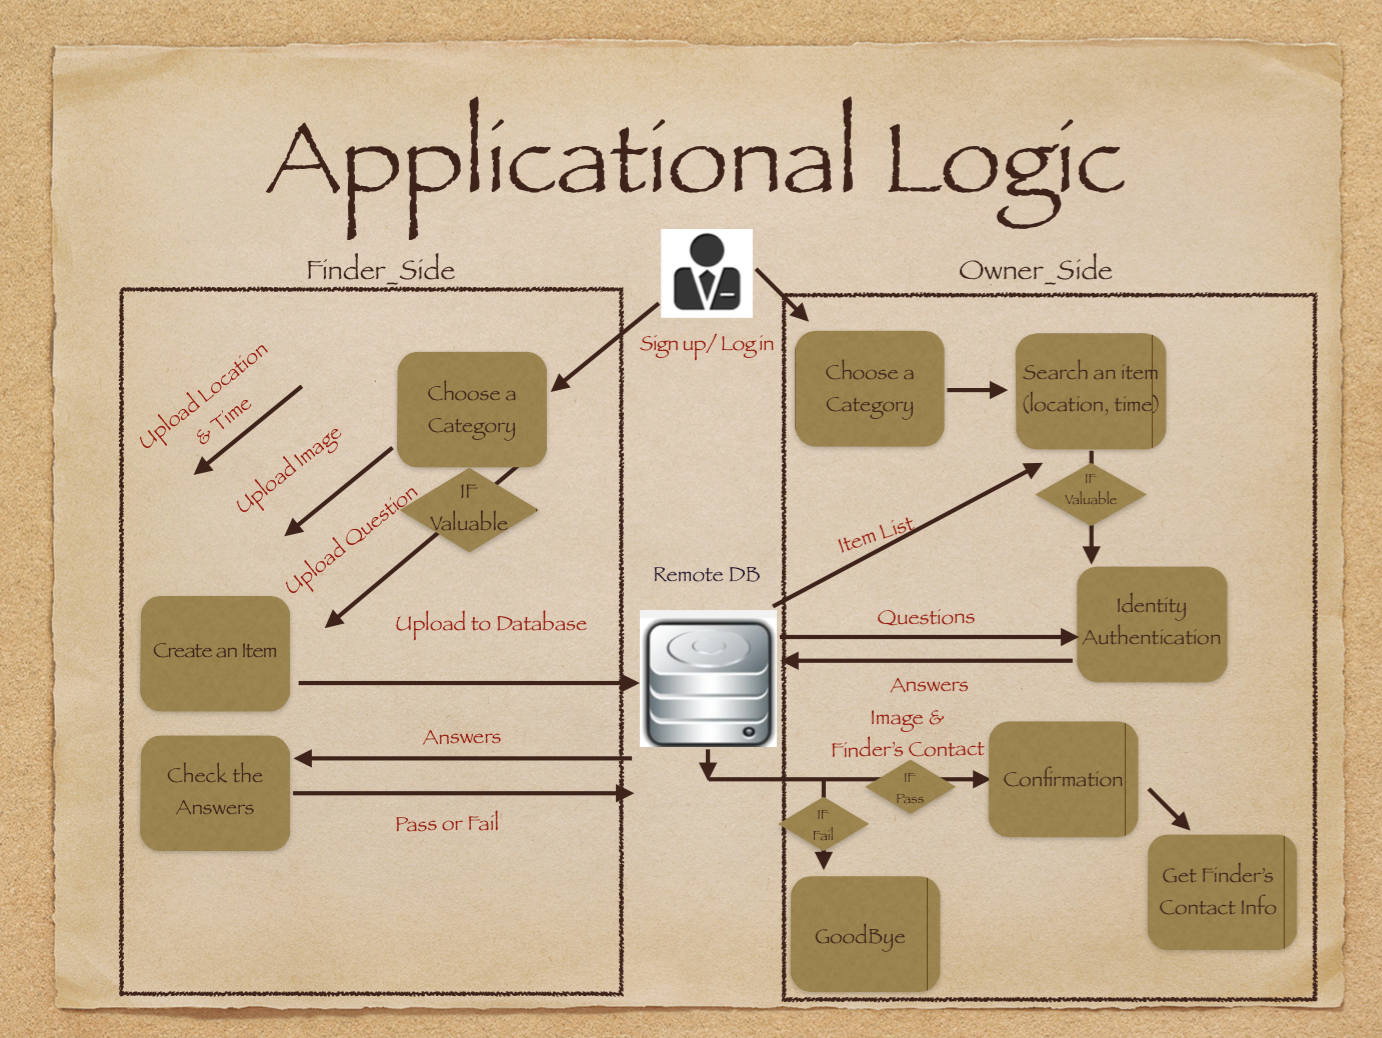 Applicational Logic
Finder_Side
Owner_Side
Sign up/ Log in
Upload Location
& Time
Upload Image
Upload Question
Choose a
Category
IF
Valuable
Create an Item
Upload to Database
Check the
Answers
Answers
Pass or Fail
Remote DB
Choose a
Category
Search an item
(location, time)
IF
Valuable
Item List
Identity
Authentication
Questions
Answers
Image &
Finder's Contact
IF
Pass
IF
Fail
Confirmation
Get Finder's
Contact Info
GoodBye